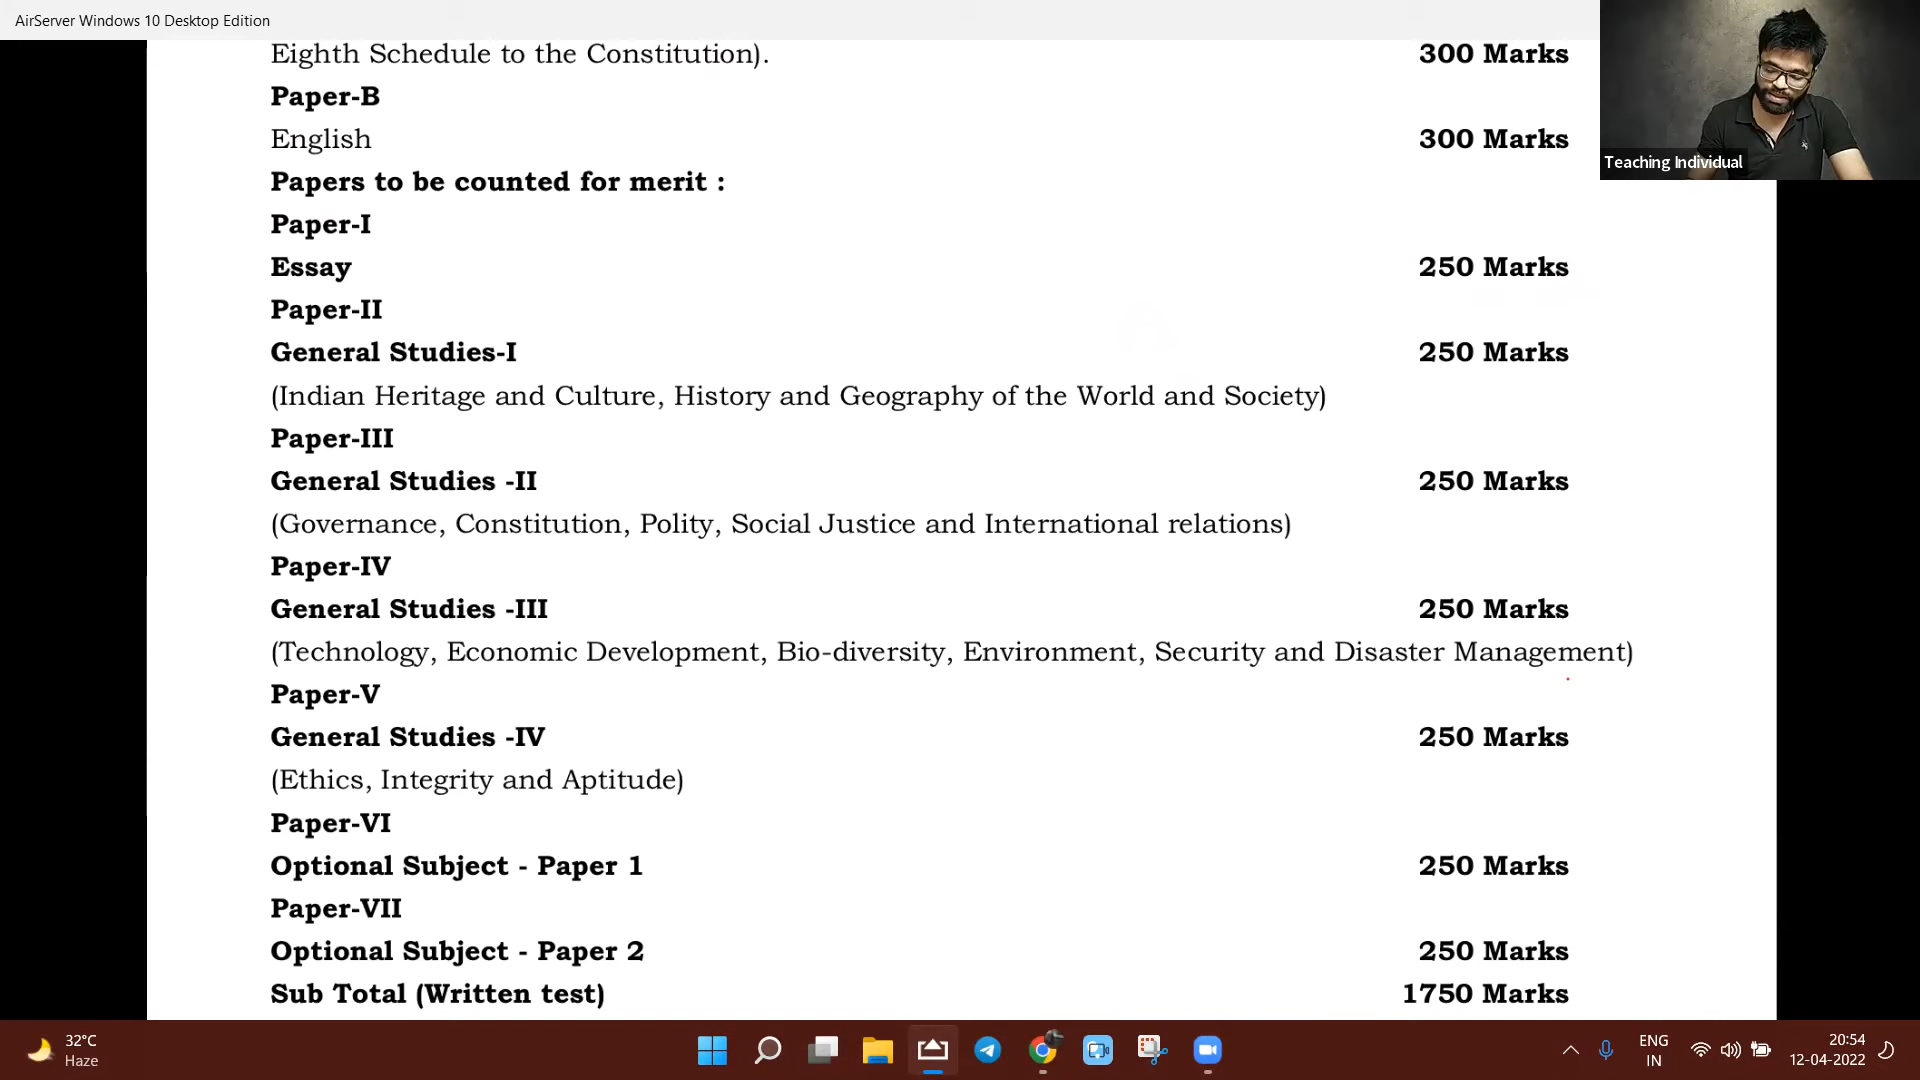 AirServer Windows 10 Desktop Edition
Eighth Schedule to the Constitution). 300 Marks
Teaching Individual
Paper-B
English 300 Marks
Papers to be counted for merit :
Paper-I
Essay 250 Marks
Paper-II
General Studies-I 250 Marks
(Indian Heritage and Culture, History and Geography of the World and Society)
Paper-III
General Studies -II 250 Marks
(Governance, Constitution, Polity, Social Justice and International relations)
Paper-IV
General Studies -III 250 Marks
(Technology, Economic Development, Bio-diversity, Environment, Security and Disaster Management)
Paper-V
General Studies -IV 250 Marks
(Ethics, Integrity and Aptitude)
Paper-VI
Optional Subject - Paper 1 250 Marks
Paper-VII
Optional Subject - Paper 2 250 Marks
Sub Total (Written test) 1750 Marks
32°C
Haze
ENG
IN
20:54
12-04-2022